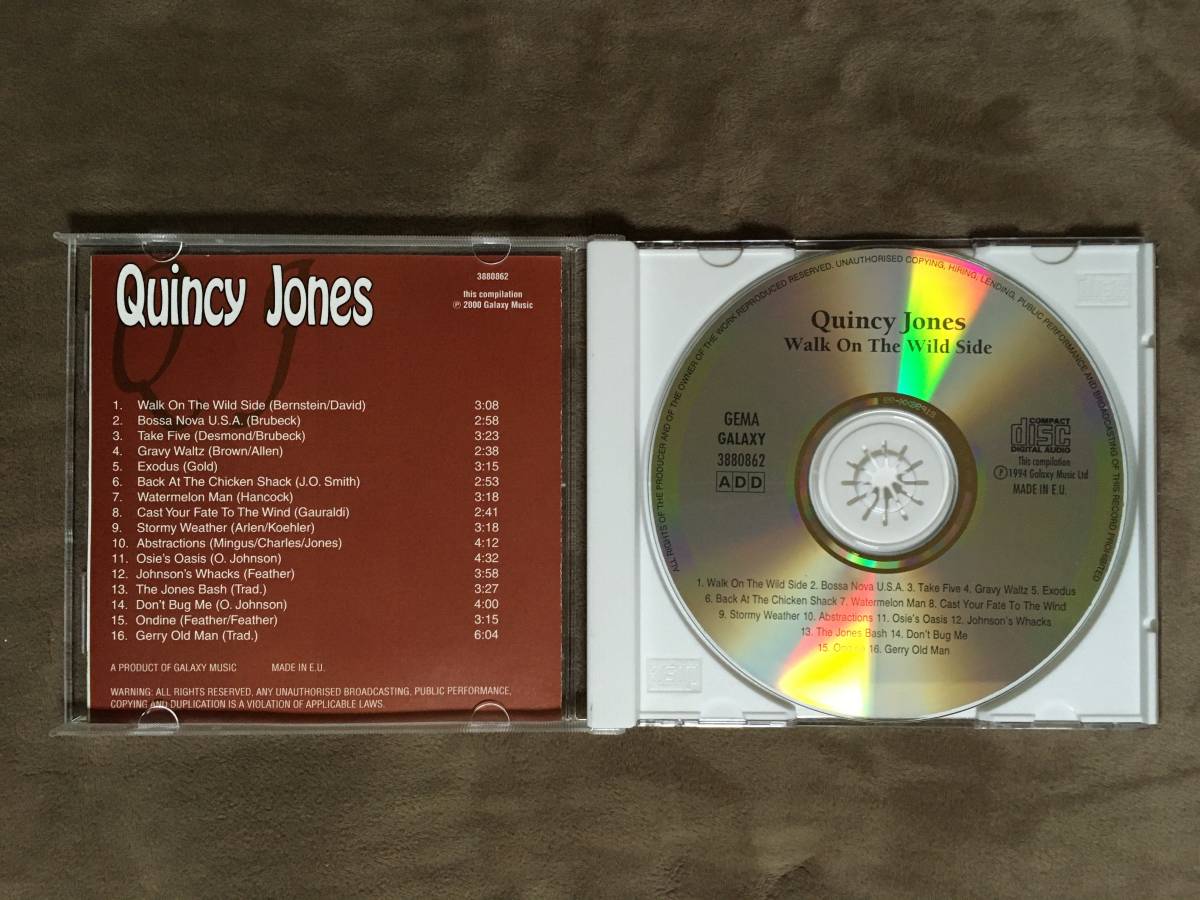 Quincy Jones
3880862
this compilation
℗ 2000 Galaxy Music
QJ
1. Walk On The Wild Side (Bernstein/David) 3:08
2. Bossa Nova U.S.A. (Brubeck) 2:58
3. Take Five (Desmond/Brubeck) 3:23
4. Gravy Waltz (Brown/Allen) 2:38
5. Exodus (Gold) 3:15
6. Back At The Chicken Shack (J.O. Smith) 2:53
7. Watermelon Man (Hancock) 3:18
8. Cast Your Fate To The Wind (Gauraldi) 2:41
9. Stormy Weather (Arlen/Koehler) 3:18
10. Abstractions (Mingus/Charles/Jones) 4:12
11. Osie's Oasis (O. Johnson) 4:32
12. Johnson's Whacks (Feather) 3:58
13. The Jones Bash (Trad.) 3:27
14. Don't Bug Me (O. Johnson) 4:00
15. Ondine (Feather/Feather) 3:15
16. Gerry Old Man (Trad.) 6:04
A PRODUCT OF GALAXY MUSIC MADE IN E.U.
WARNING: ALL RIGHTS RESERVED, ANY UNAUTHORISED BROADCASTING, PUBLIC PERFORMANCE,
COPYING AND DUPLICATION IS A VIOLATION OF APPLICABLE LAWS.
ALL RIGHTS OF THE PRODUCER AND OF THE OWNER OF THE WORK REPRODUCED RESERVED. UNAUTHORISED COPYING, HIRING, LENDING, PUBLIC PERFORMANCE AND BROADCASTING OF THIS RECORD PROHIBITED
Quincy Jones
Walk On The Wild Side
GEMA
GALAXY
3880862
ADD
COMPACT
disc
DIGITAL AUDIO
This compilation
℗1994 Galaxy Music Ltd
MADE IN E.U.
1. Walk On The Wild Side 2. Bossa Nova U.S.A. 3. Take Five 4. Gravy Waltz 5. Exodus
6. Back At The Chicken Shack 7. Watermelon Man 8. Cast Your Fate To The Wind
9. Stormy Weather 10. Abstractions 11. Osie's Oasis 12. Johnson's Whacks
13. The Jones Bash 14. Don't Bug Me
15. Ondine 16. Gerry Old Man